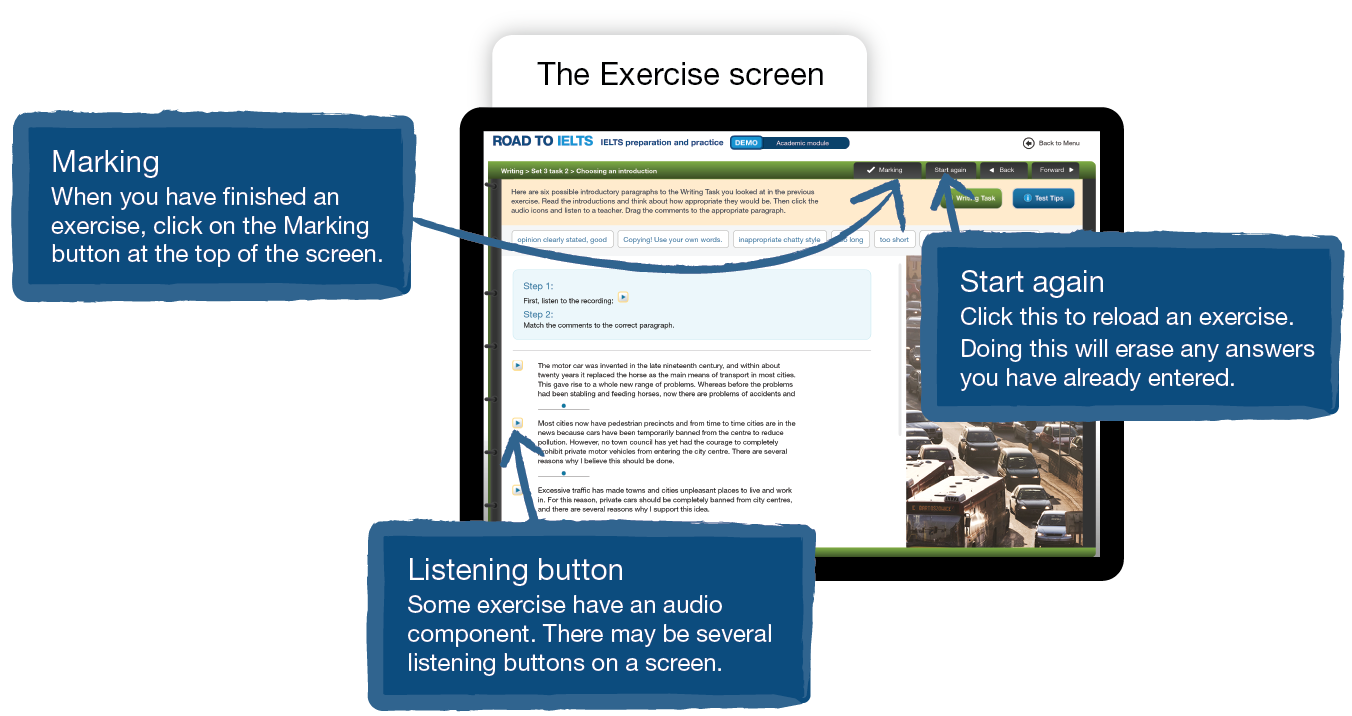 The Exercise screen
Marking
When you have finished an
exercise, click on the Marking
button at the top of the screen.
ROAD TO IELTS IELTS preparation and practice DEMO Academic module
Back to Menu
Writing > Set 3 task 2 > Choosing an introduction
Marking Start again Back Forward
Here are six possible introductory paragraphs to the Writing Task you looked at in the previous
exercise. Read the introductions and think about how appropriate they would be. Then click the
audio icons and listen to a teacher. Drag the comments to the appropriate paragraph.
Writing Task
Test Tips
opinion clearly stated, good Copying! Use your own words. inappropriate chatty style long too short
Step 1:
First, listen to the recording:
Step 2:
Match the comments to the correct paragraph.
The motor car was invented in the late nineteenth century, and within about
twenty years it replaced the horse as the main means of transport in most cities.
This gave rise to a whole new range of problems. Whereas before the problems
had been stabling and feeding horses, now there are problems of accidents and
Most cities now have pedestrian precincts and from time to time cities are in the
news because cars have been temporarily banned from the centre to reduce
pollution. However, no town council has yet had the courage to completely
prohibit private motor vehicles from entering the city centre. There are several
reasons why I believe this should be done.
Excessive traffic has made towns and cities unpleasant places to live and work
in. For this reason, private cars should be completely banned from city centres,
and there are several reasons why I support this idea.
Start again
Click this to reload an exercise.
Doing this will erase any answers
you have already entered.
Listening button
Some exercise have an audio
component. There may be several
listening buttons on a screen.